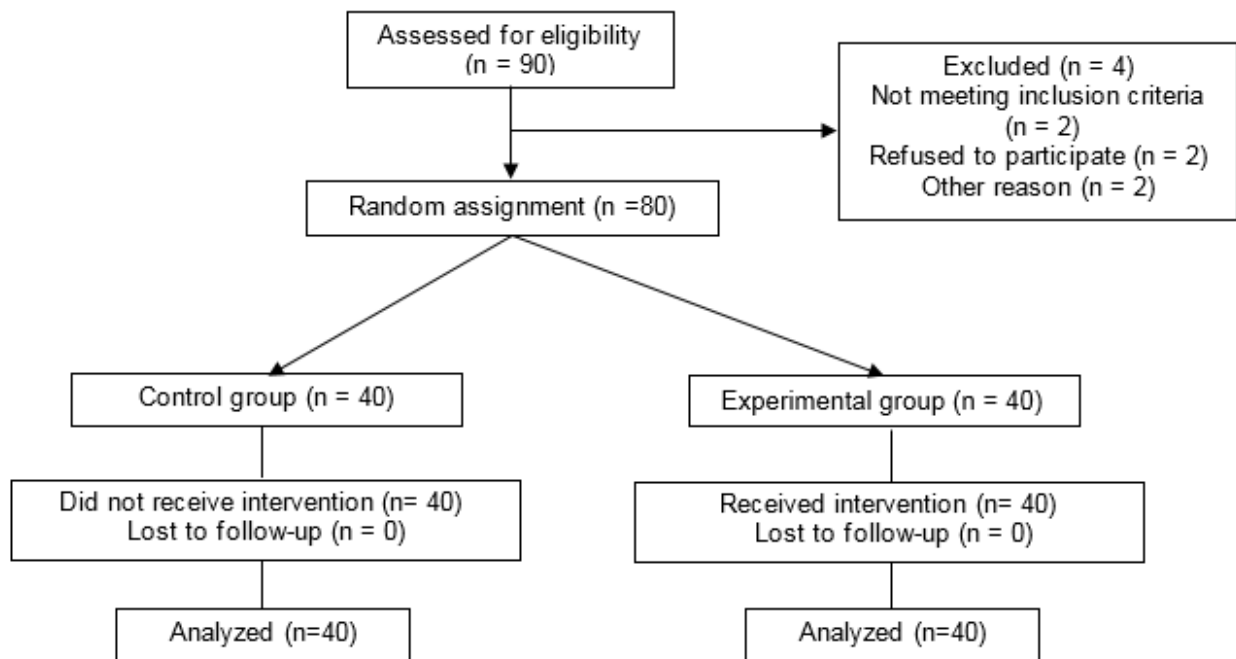 Assessed for eligibility
(n = 90)
Excluded (n = 4)
Not meeting inclusion criteria
(n = 2)
Refused to participate (n = 2)
Other reason (n = 2)
Random assignment (n =80)
Control group (n = 40)
Experimental group (n = 40)
Did not receive intervention (n= 40)
Lost to follow-up (n = 0)
Received intervention (n= 40)
Lost to follow-up (n = 0)
Analyzed (n=40)
Analyzed (n=40)